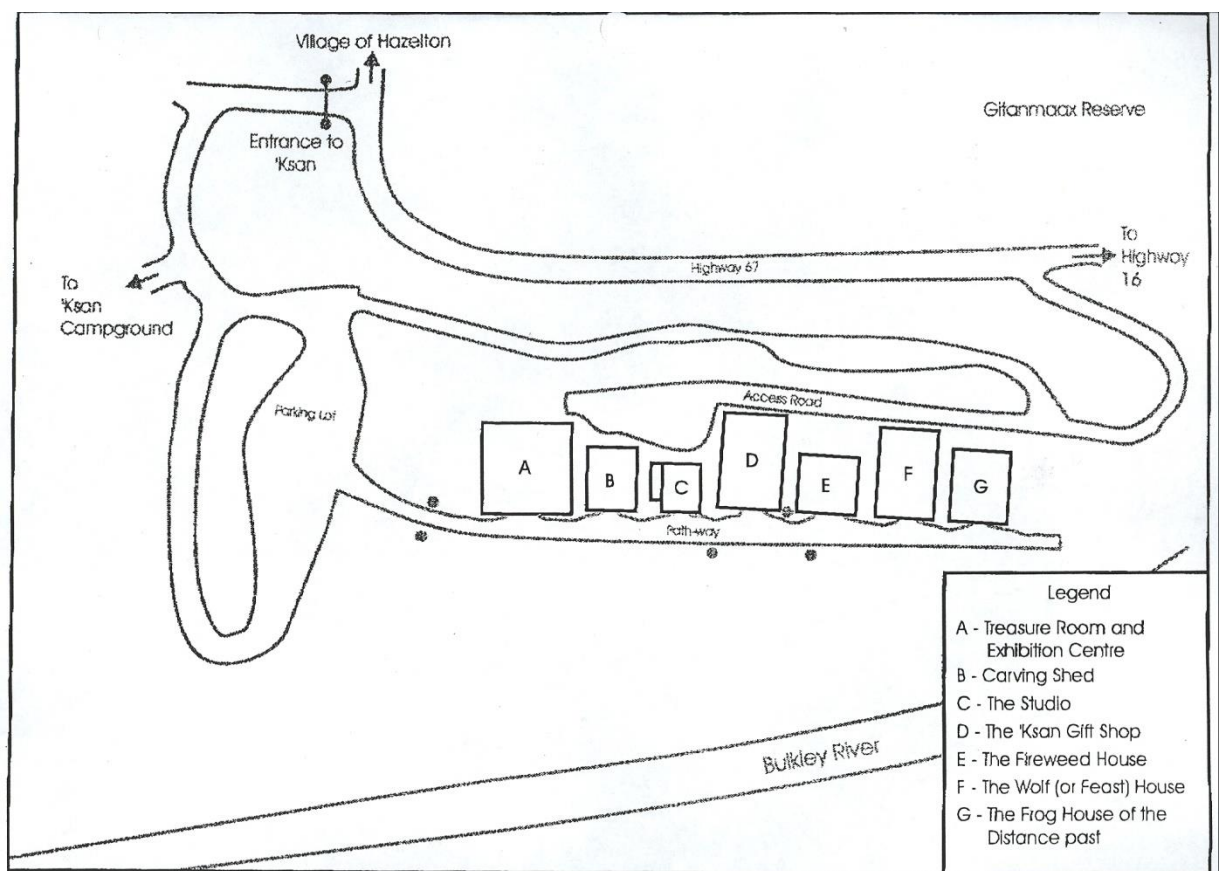 Village of Hazelton
Gitanmaax Reserve
Entrance to
'Ksan
To
Highway
16
Highway 67
To
'Ksan
Campground
Parking Lot
Access Road
A
B
C
D
E
F
G
Path-way
Bulkley River
Legend
A - Treasure Room and
Exhibition Centre
B - Carving Shed
C - The Studio
D - The 'Ksan Gift Shop
E - The Fireweed House
F - The Wolf (or Feast) House
G - The Frog House of the
Distance past